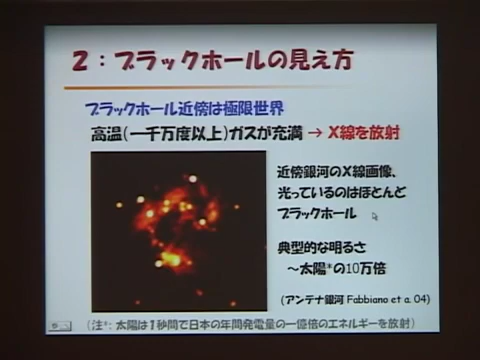 2:ブラックホールの見え方
ブラックホール近傍は極限世界
高温(一千万度以上)ガスが充満 → X線を放射
近傍銀河のX線画像、
光っているのはほとんど
ブラックホール
典型的な明るさ
～太陽*の10万倍
(アンテナ銀河 Fabbiano et a. 04)
(注*: 太陽は1秒間で日本の年間発電量の一億倍のエネルギーを放射)